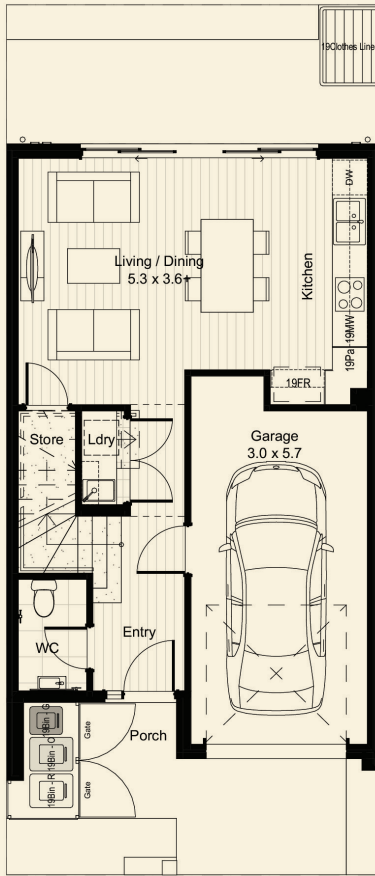 19Clothes Line
DW
Living / Dining
5.3 x 3.6+
Kitchen
19Pa
19MW
19FR
Store
Ldry
Garage
3.0 x 5.7
Entry
WC
Porch
Gate
Gate
19Bin - G
19Bin - O
19Bin - R